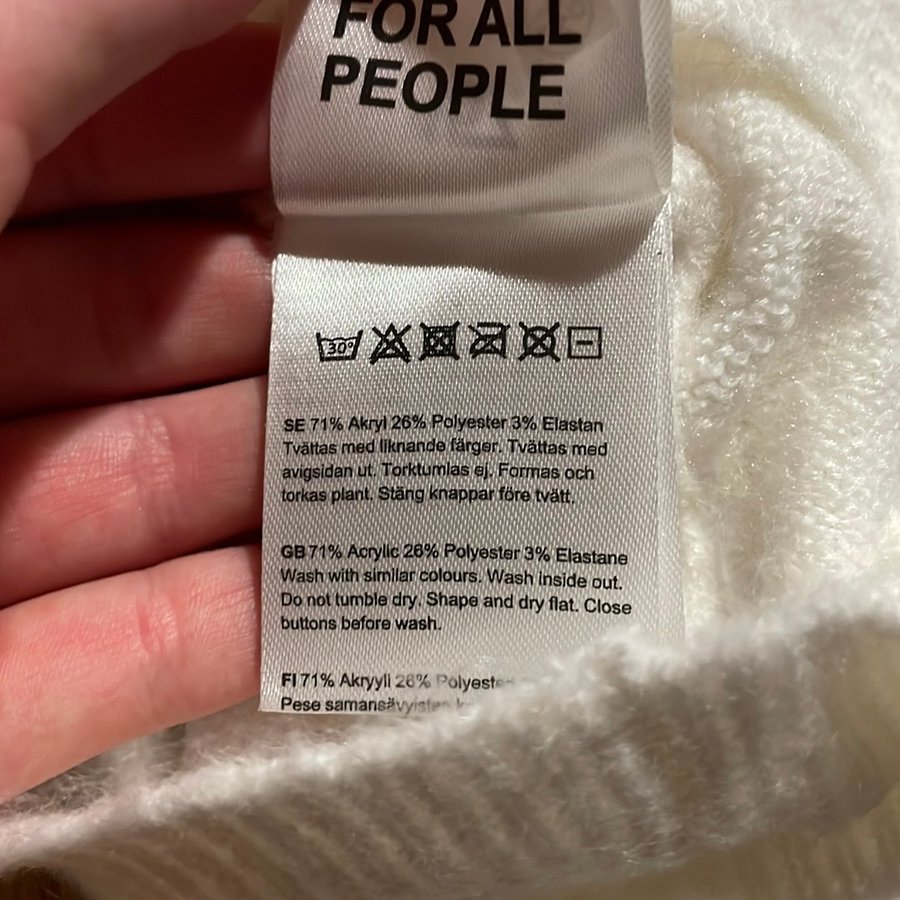 FOR ALL
PEOPLE
30°
SE 71% Akryl 26% Polyester 3% Elastan
Tvättas med liknande färger. Tvättas med
avigsidan ut. Torktumlas ej. Formas och
torkas plant. Stäng knappar före tvätt.
GB 71% Acrylic 26% Polyester 3% Elastane
Wash with similar colours. Wash inside out.
Do not tumble dry. Shape and dry flat. Close
buttons before wash.
FI 71% Akryyli 26% Polyester
Pese samansävyisten